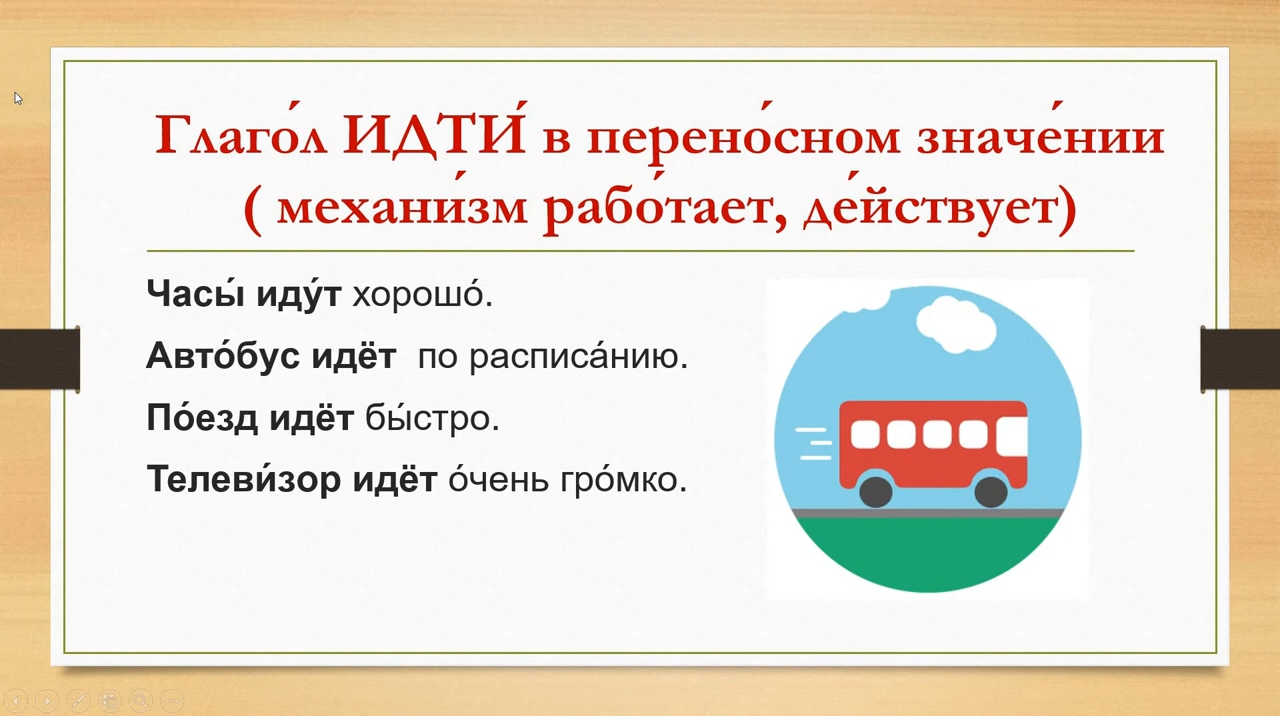 Глаго́л ИДТИ́ в перено́сном значе́нии
( механи́зм рабо́тает, де́йствует)
Часы́ иду́т хорошо́.
Авто́бус идёт  по расписа́нию.
По́езд идёт бы́стро.
Телеви́зор идёт о́чень гро́мко.